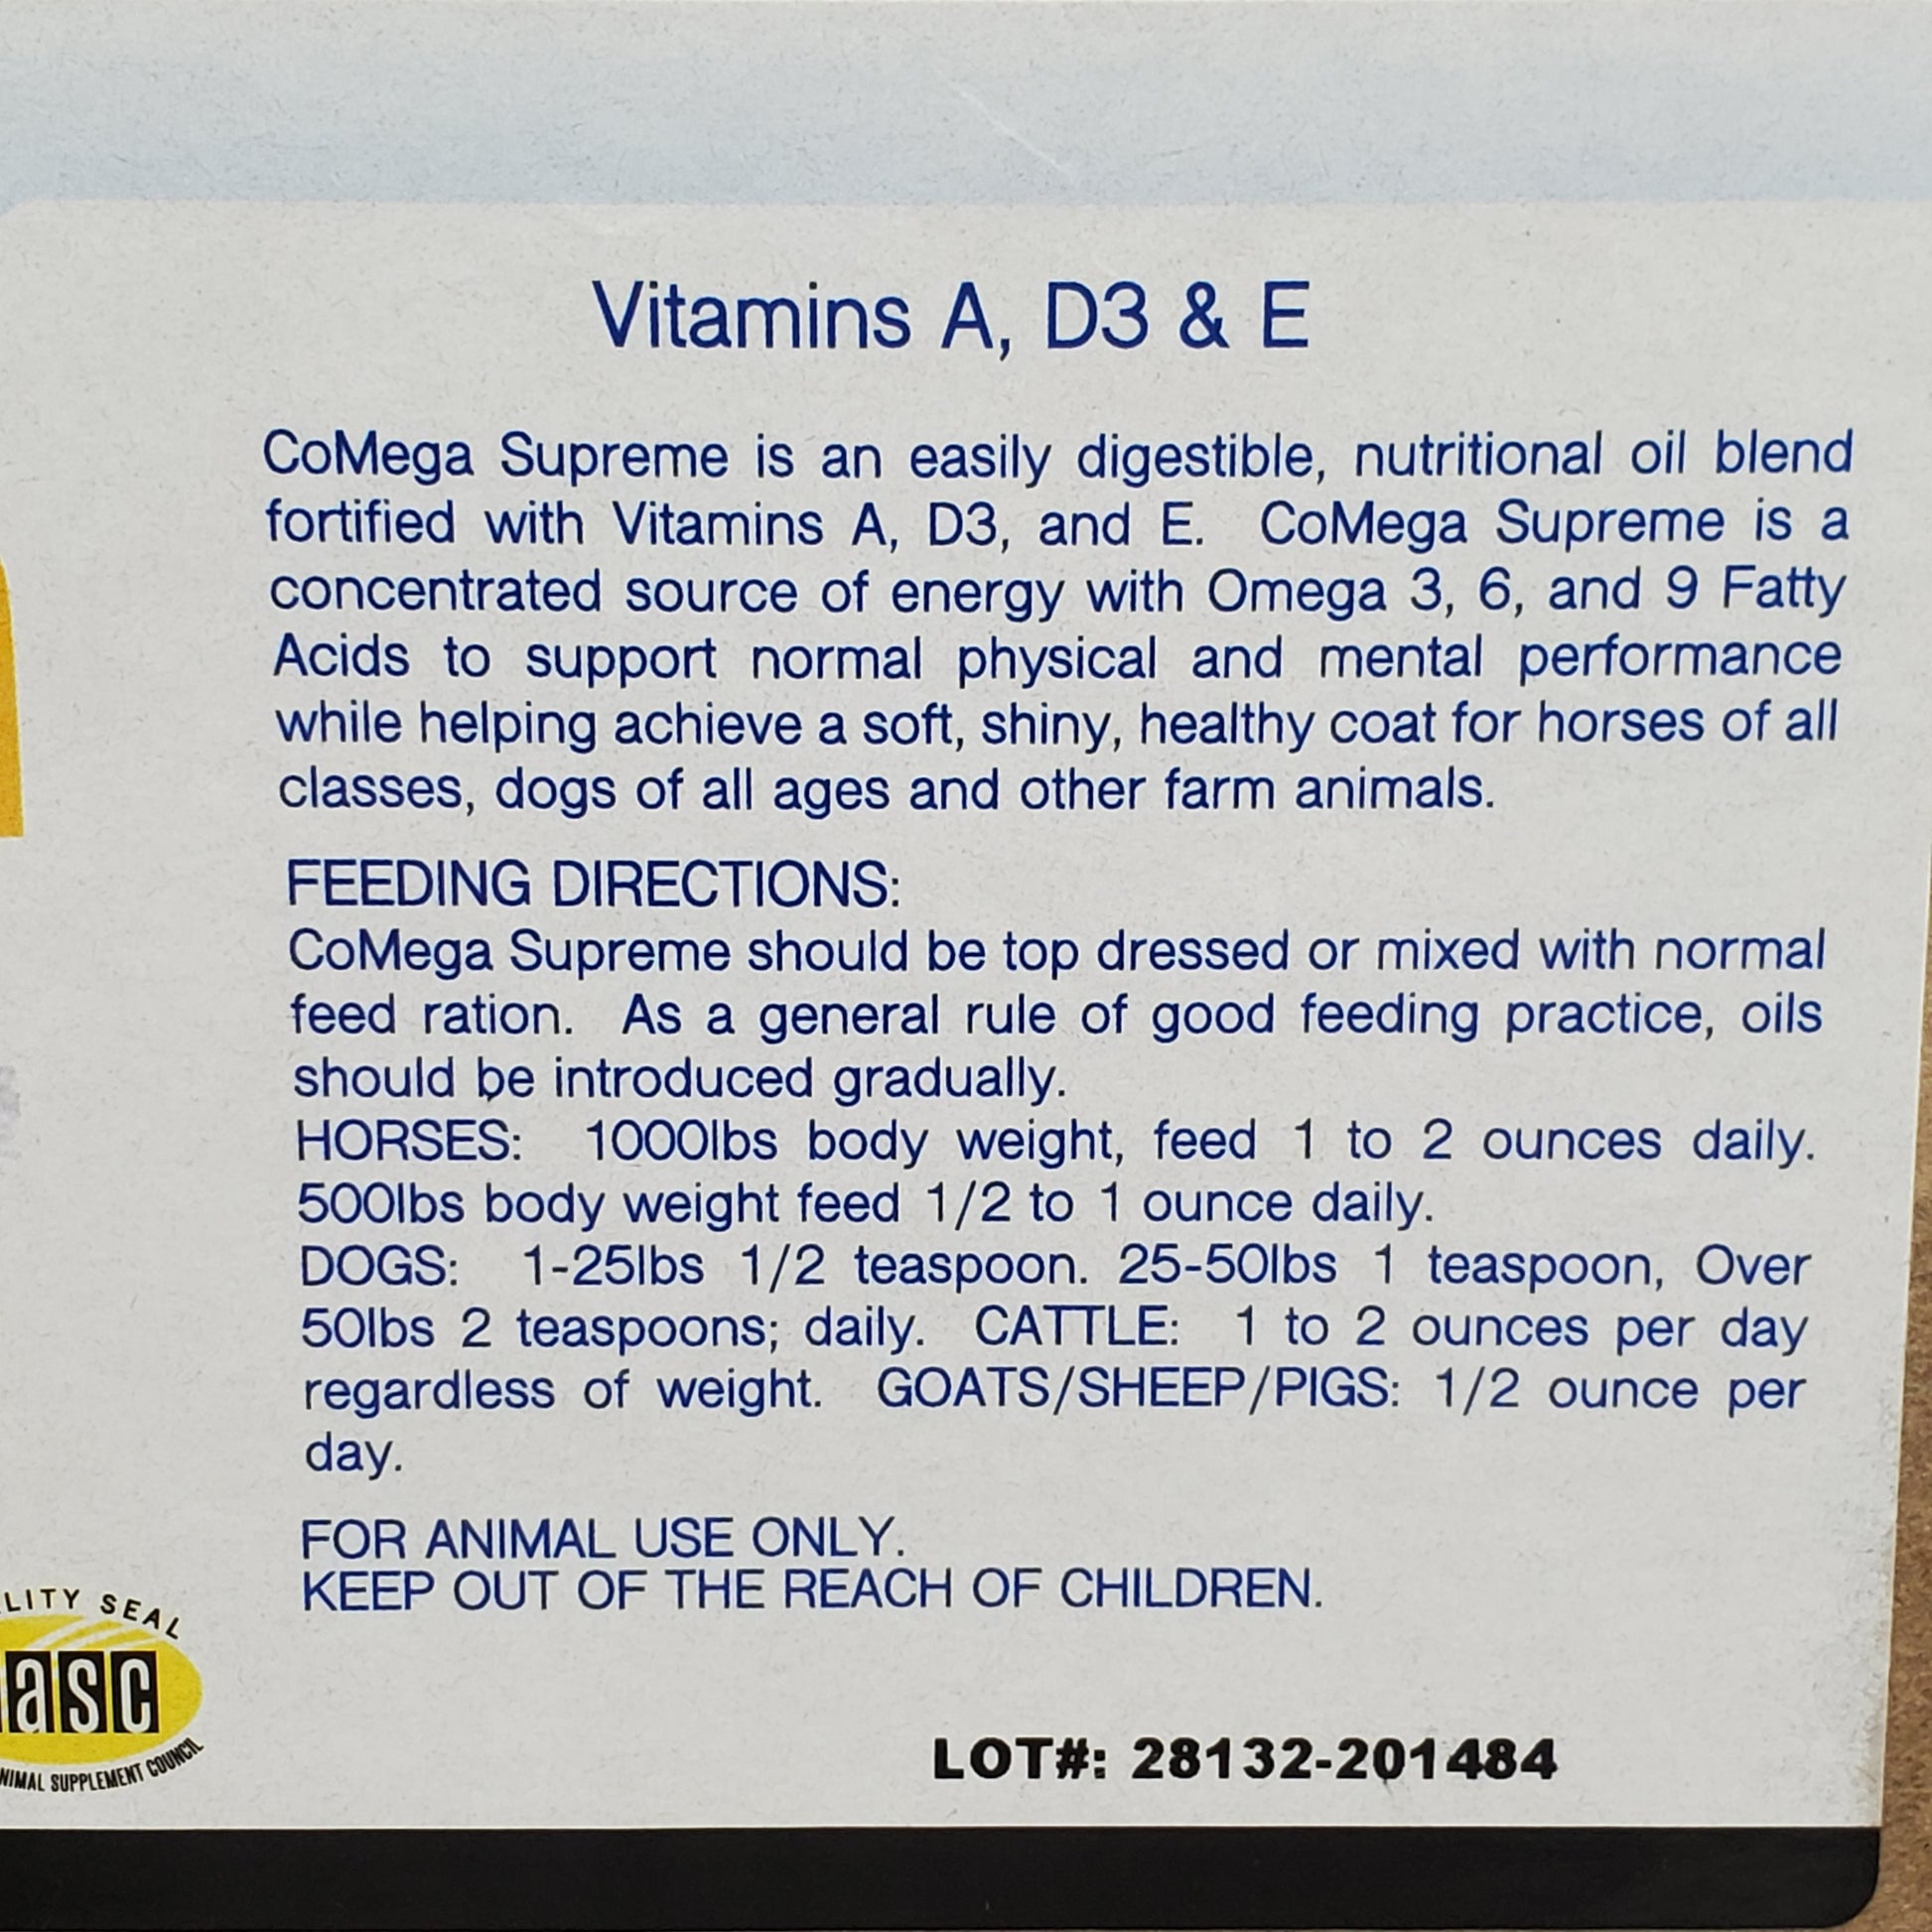 Vitamins A, D3 & E
CoMega Supreme is an easily digestible, nutritional oil blend
fortified with Vitamins A, D3, and E. CoMega Supreme is a
concentrated source of energy with Omega 3, 6, and 9 Fatty
Acids to support normal physical and mental performance
while helping achieve a soft, shiny, healthy coat for horses of all
classes, dogs of all ages and other farm animals.
FEEDING DIRECTIONS:
CoMega Supreme should be top dressed or mixed with normal
feed ration. As a general rule of good feeding practice, oils
should be introduced gradually.
HORSES: 1000lbs body weight, feed 1 to 2 ounces daily.
500lbs body weight feed 1/2 to 1 ounce daily.
DOGS: 1-25lbs 1/2 teaspoon. 25-50lbs 1 teaspoon, Over
50lbs 2 teaspoons; daily. CATTLE: 1 to 2 ounces per day
regardless of weight. GOATS/SHEEP/PIGS: 1/2 ounce per
day.
FOR ANIMAL USE ONLY.
KEEP OUT OF THE REACH OF CHILDREN.
LITY SEAL
asc
NIMAL SUPPLEMENT COUNCIL
LOT#: 28132-201484